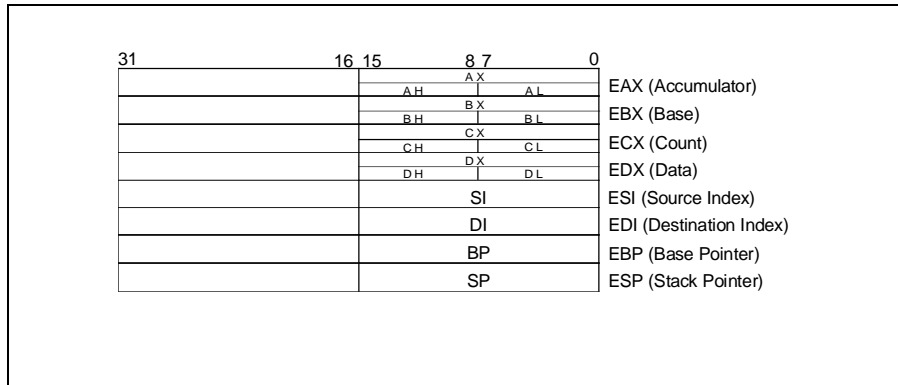 31 16 15 8 7 0
AX
AH AL EAX (Accumulator)
BX
BH BL EBX (Base)
CX
CH CL ECX (Count)
DX
DH DL EDX (Data)
SI ESI (Source Index)
DI EDI (Destination Index)
BP EBP (Base Pointer)
SP ESP (Stack Pointer)